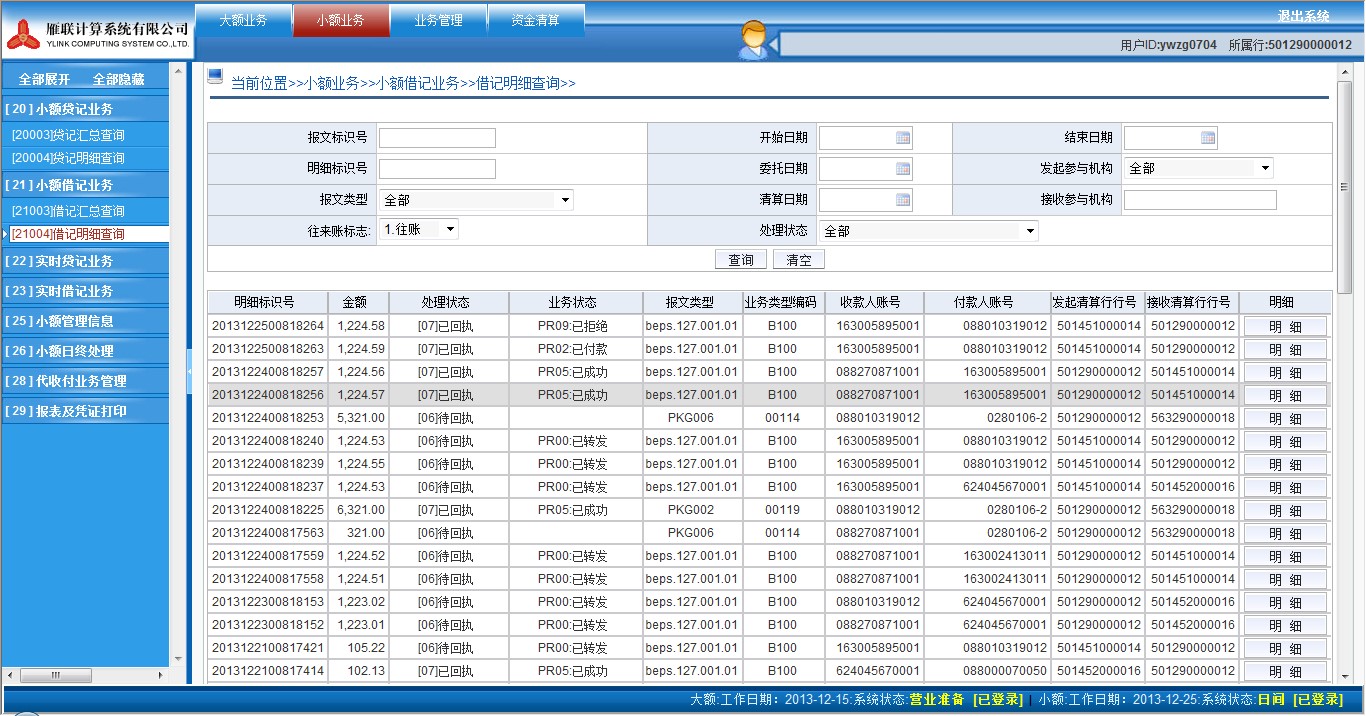 雁联计算系统有限公司
YLINK COMPUTING SYSTEM CO.,LTD.
大额业务 小额业务 业务管理 资金清算
退出系统
用户ID:ywzg0704 所属行:501290000012
全部展开 全部隐藏
[20]小额贷记业务
[20003]贷记汇总查询
[20004]贷记明细查询
[21]小额借记业务
[21003]借记汇总查询
[21004]借记明细查询
[22]实时贷记业务
[23]实时借记业务
[25]小额管理信息
[26]小额日终处理
[28]代收付业务管理
[29]报表及凭证打印
当前位置>>小额业务>>小额借记业务>>借记明细查询>>
报文标识号 开始日期 结束日期
明细标识号 委托日期 发起参与机构 全部
报文类型 全部 清算日期 接收参与机构
往来账标志: 1.往账 处理状态 全部
查询 清空
明细标识号 金额 处理状态 业务状态 报文类型 业务类型编码 收款人账号 付款人账号 发起清算行行号 接收清算行行号 明细
2013122500818264 1,224.58 [07]已回执 PR09:已拒绝 beps.127.001.01 B100 163005895001 088010319012 501451000014 501290000012 明 细
2013122500818263 1,224.59 [07]已回执 PR02:已付款 beps.127.001.01 B100 163005895001 088010319012 501451000014 501290000012 明 细
2013122400818257 1,224.56 [07]已回执 PR05:已成功 beps.127.001.01 B100 088270871001 163005895001 501290000012 501451000014 明 细
2013122400818256 1,224.57 [07]已回执 PR05:已成功 beps.127.001.01 B100 088270871001 163005895001 501290000012 501451000014 明 细
2013122400818253 5,321.00 [06]待回执 PKG006 00114 088010319012 0280106-2 501290000012 563290000018 明 细
2013122400818240 1,224.53 [06]待回执 PR00:已转发 beps.127.001.01 B100 163005895001 088010319012 501451000014 501290000012 明 细
2013122400818239 1,224.55 [06]待回执 PR00:已转发 beps.127.001.01 B100 163005895001 088010319012 501451000014 501290000012 明 细
2013122400818237 1,224.53 [06]待回执 PR00:已转发 beps.127.001.01 B100 163005895001 624045670001 501451000014 501452000016 明 细
2013122400818225 6,321.00 [07]已回执 PR05:已成功 PKG002 00119 088010319012 0280106-2 501290000012 563290000018 明 细
2013122400817563 321.00 [06]待回执 PKG006 00114 088270871001 0280106-2 501290000012 563290000018 明 细
2013122400817559 1,224.52 [06]待回执 PR00:已转发 beps.127.001.01 B100 088270871001 163002413011 501290000012 501451000014 明 细
2013122400817558 1,224.51 [06]待回执 PR00:已转发 beps.127.001.01 B100 088270871001 163002413011 501290000012 501451000014 明 细
2013122300818153 1,223.02 [06]待回执 PR00:已转发 beps.127.001.01 B100 088010319012 624045670001 501290000012 501452000016 明 细
2013122300818152 1,223.01 [06]待回执 PR00:已转发 beps.127.001.01 B100 088270871001 624045670001 501290000012 501452000016 明 细
2013122100817421 105.22 [06]待回执 PR00:已转发 beps.127.001.01 B100 163005895001 088010319012 501451000014 501290000012 明 细
2013122100817414 102.13 [07]已回执 PR05:已成功 beps.127.001.01 B100 624045670001 088000070050 501452000016 501290000012 明 细
大额:工作日期：2013-12-15:系统状态:营业准备 [已登录] | 小额:工作日期：2013-12-25:系统状态:日间 [已登录]